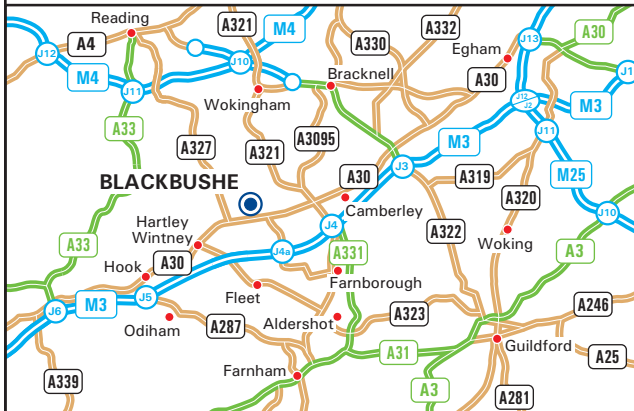 Reading
A321
M4
A332
A30
J12
A4
A330
Egham
J13
J10
M4
A30
Bracknell
J1
J11
Wokingham
J12
J2
M3
A33
A3095
M3
J11
A327
A321
A30
J3
A319
M25
BLACKBUSHE
A320
Camberley
Hartley
Wintney
J4
A322
J10
A33
J4a
A331
Woking
A3
Hook
A30
Farnborough
J6
M3
J5
Fleet
A246
Odiham
A287
Aldershot
A323
Guildford
A31
A25
A339
Farnham
A3
A281